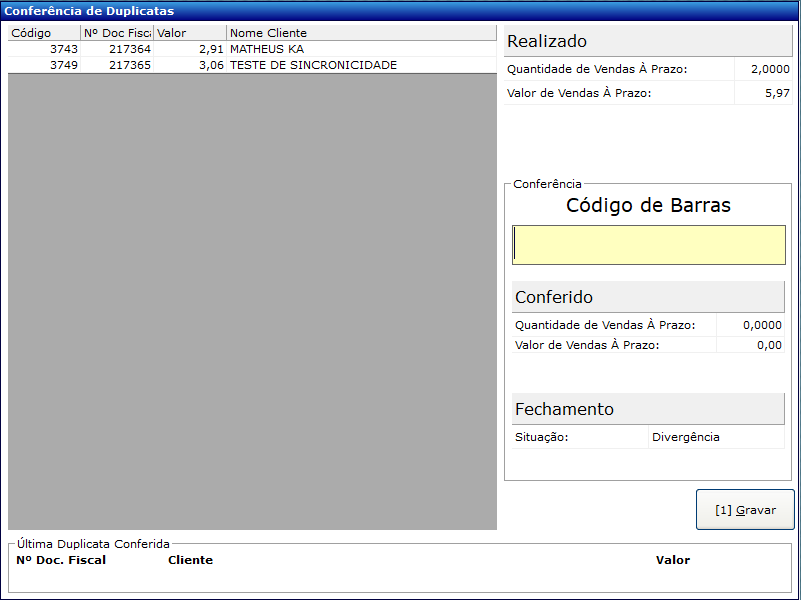 Conferência de Duplicatas
Código Nº Doc Fisc Valor Nome Cliente
3743 217364 2,91 MATHEUS KA
3749 217365 3,06 TESTE DE SINCRONICIDADE
Realizado
Quantidade de Vendas À Prazo: 2,0000
Valor de Vendas À Prazo: 5,97
Conferência
Código de Barras
Conferido
Quantidade de Vendas À Prazo: 0,0000
Valor de Vendas À Prazo: 0,00
Fechamento
Situação: Divergência
[1] Gravar
Última Duplicata Conferida
Nº Doc. Fiscal Cliente Valor